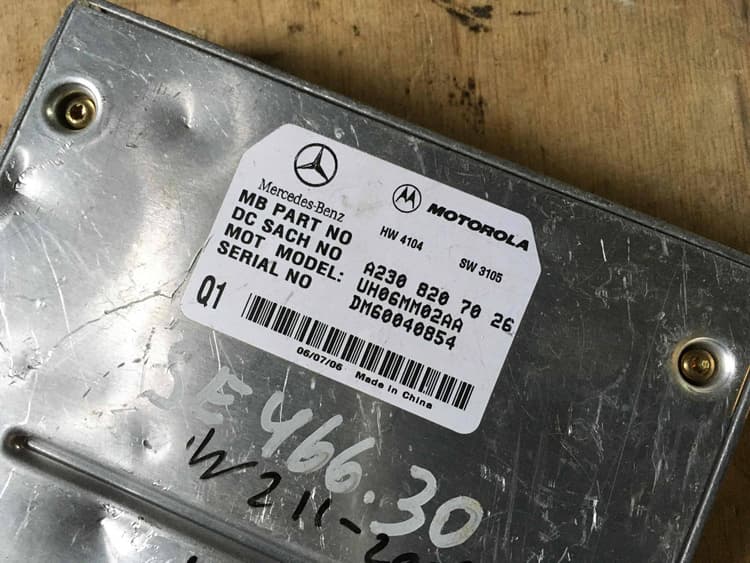 Mercedes-Benz
MOTOROLA
HW 4104 SW 3105
MB PART NO
DC SACH NO A230 820 70 26
MOT MODEL: UH06MM02AA
SERIAL NO DM60040854
Q1
06/07/06 Made in China
SE 466.30
W211-